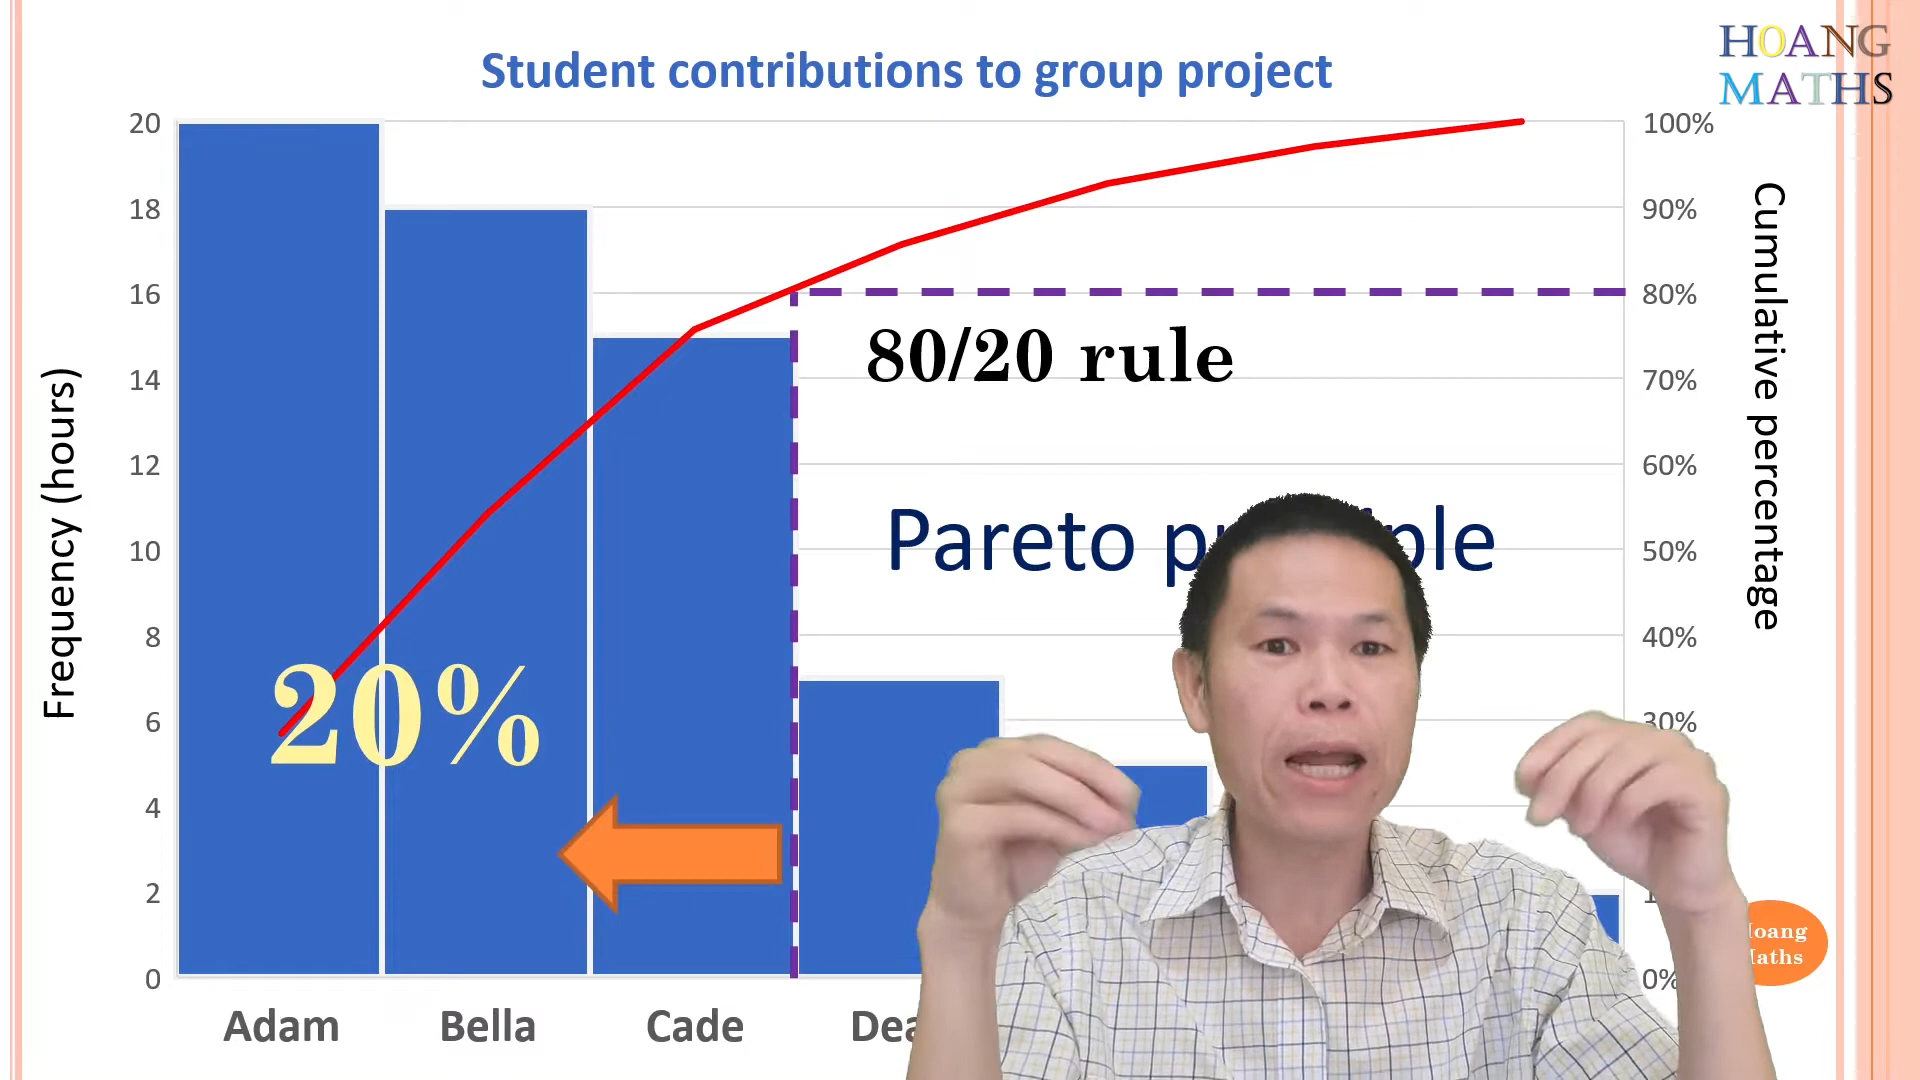 Student contributions to group project
HOANG
MATHS
20
18
16
14
12
10
8
6
4
2
0
Frequency (hours)
100%
90%
80%
70%
60%
50%
40%
30%
0%
Cumulative percentage
80/20 rule
Pareto
20%
Adam
Bella
Cade